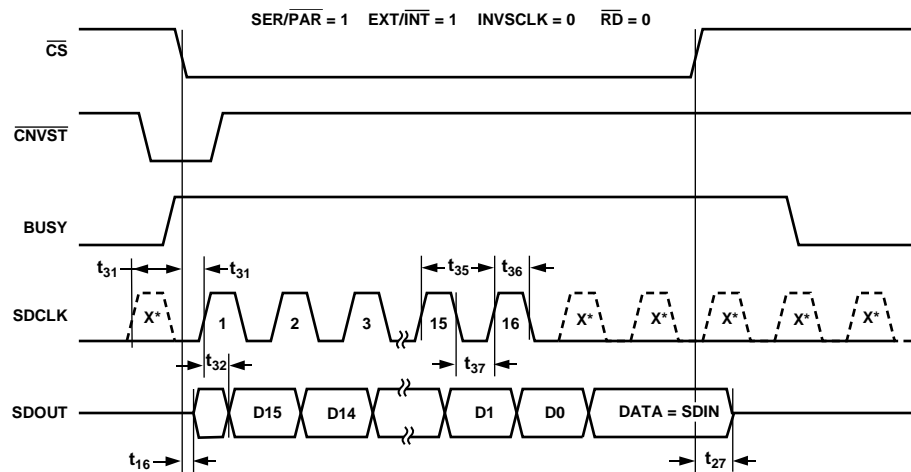 SER/PAR = 1 EXT/INT = 1 INVSCLK = 0 RD = 0
CS
CNVST
BUSY
t31 t31 t35 t36
SDCLK X* 1 2 3 15 16 X* X* X* X* X*
t32 t37
SDOUT D15 D14 D1 D0 DATA = SDIN
t16 t27